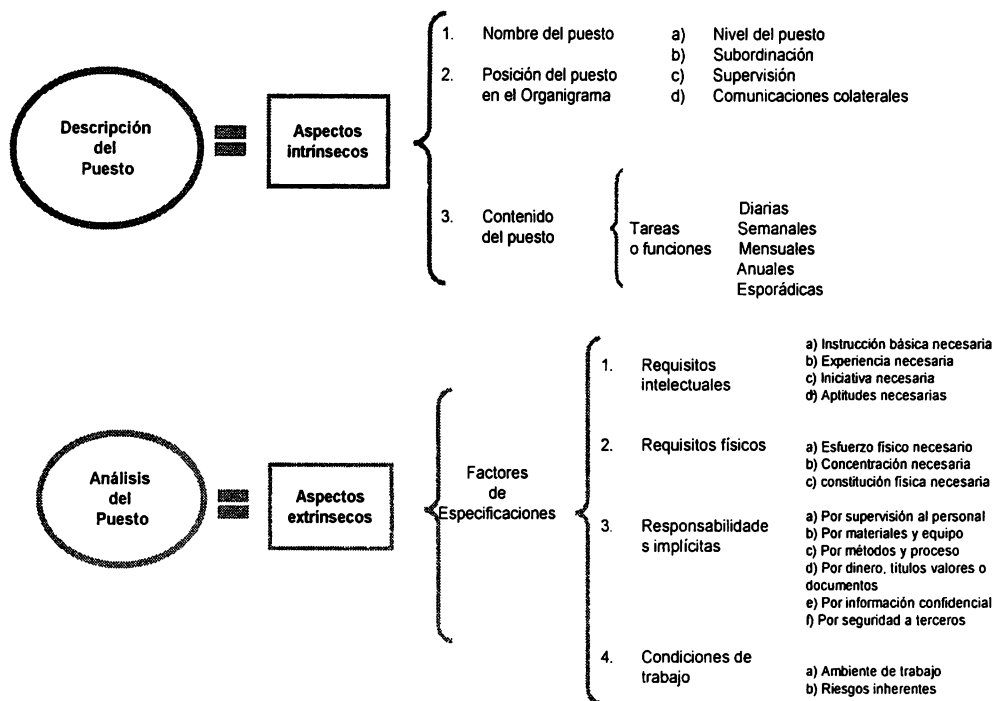 Descripción
del
Puesto
Aspectos
intrínsecos
1. Nombre del puesto
2. Posición del puesto
en el Organigrama
a) Nivel del puesto
b) Subordinación
c) Supervisión
d) Comunicaciones colaterales
3. Contenido
del puesto
Tareas
o funciones
Diarias
Semanales
Mensuales
Anuales
Esporádicas
Análisis
del
Puesto
Aspectos
extrínsecos
Factores
de
Especificaciones
1. Requisitos
intelectuales
a) Instrucción básica necesaria
b) Experiencia necesaria
c) Iniciativa necesaria
d) Aptitudes necesarias
2. Requisitos físicos
a) Esfuerzo físico necesario
b) Concentración necesaria
c) constitución física necesaria
3. Responsabilidade
s implícitas
a) Por supervisión al personal
b) Por materiales y equipo
c) Por métodos y proceso
d) Por dinero, títulos valores o
documentos
e) Por información confidencial
f) Por seguridad a terceros
4. Condiciones de
trabajo
a) Ambiente de trabajo
b) Riesgos inherentes